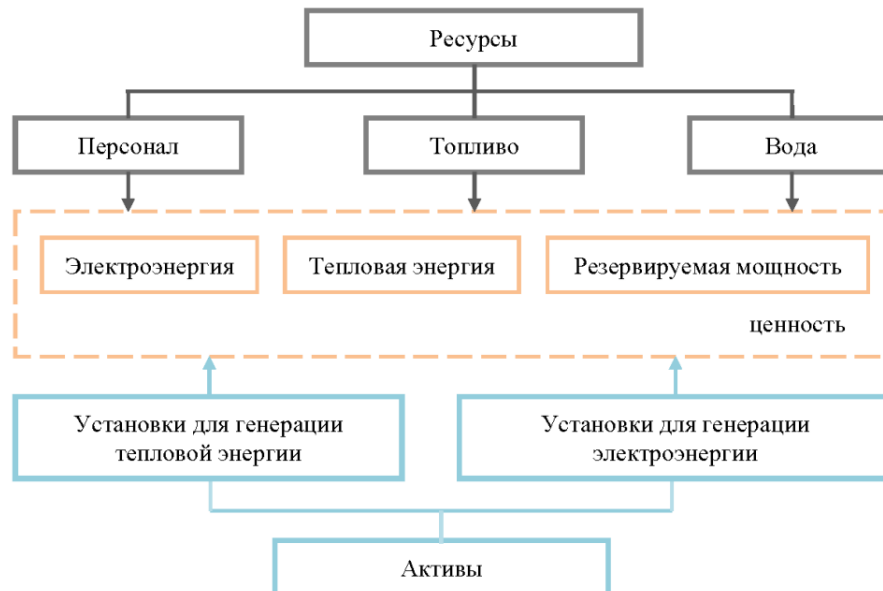 Ресурсы
Персонал
Топливо
Вода
Электроэнергия
Тепловая энергия
Резервируемая мощность
ценность
Установки для генерации
тепловой энергии
Установки для генерации
электроэнергии
Активы